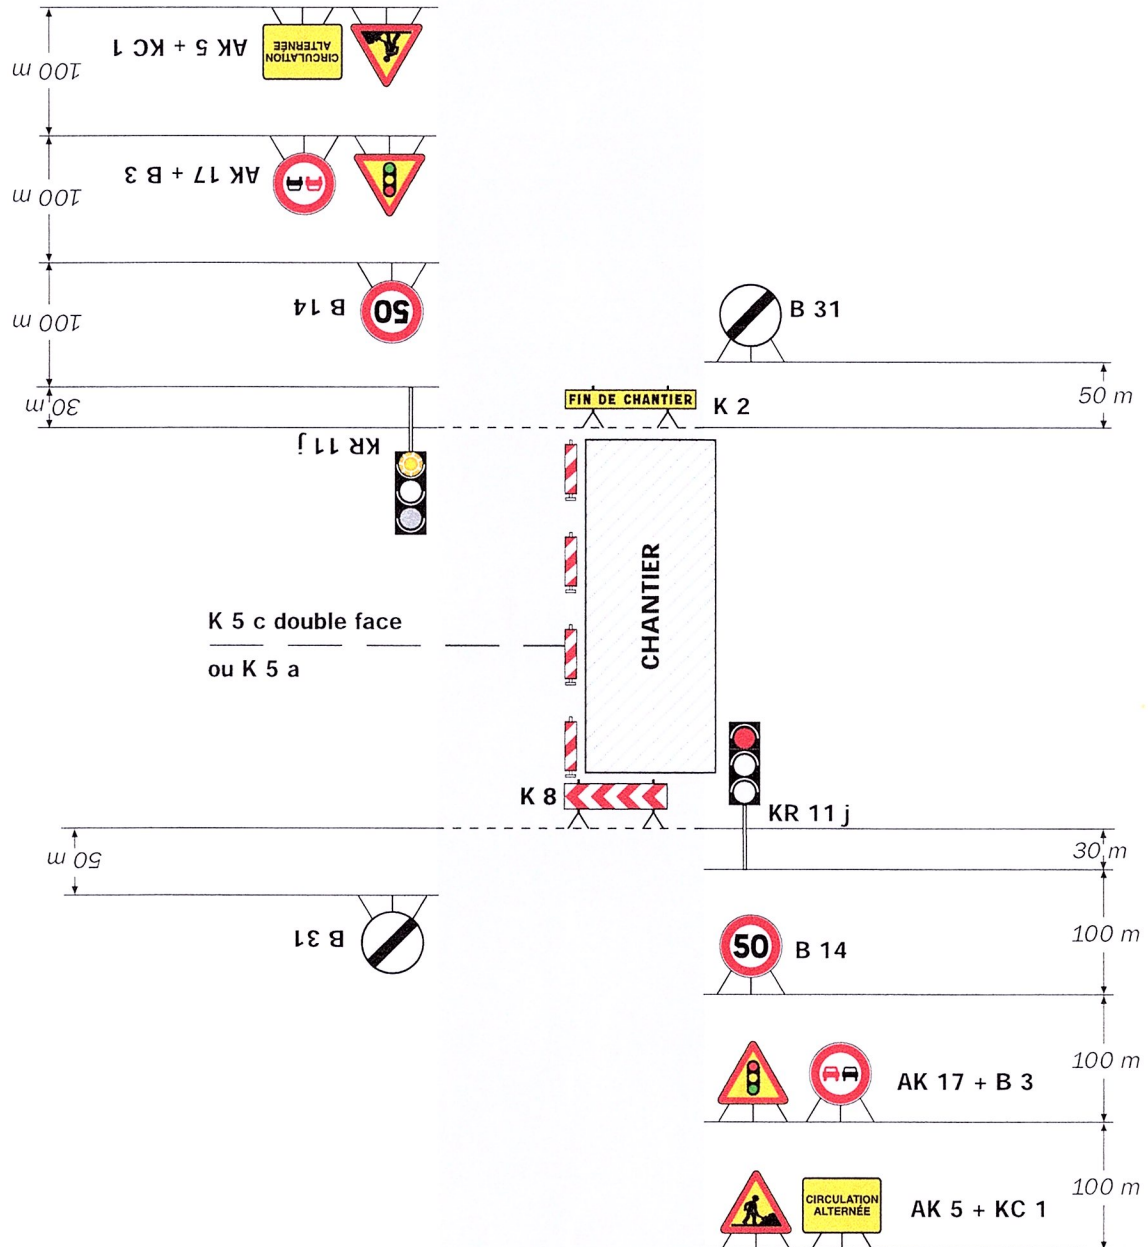 AK 5 + KC 1
CIRCULATION
ALTERNÉE
100 m
AK 17 + B 3
100 m
B 14
50
100 m
B 31
30 m
KR 11 j
FIN DE CHANTIER
K 2
50 m
CHANTIER
K 5 c double face
ou K 5 a
K 8
KR 11 j
50 m
30 m
B 31
50
B 14
100 m
AK 17 + B 3
100 m
CIRCULATION
ALTERNÉE
AK 5 + KC 1
100 m